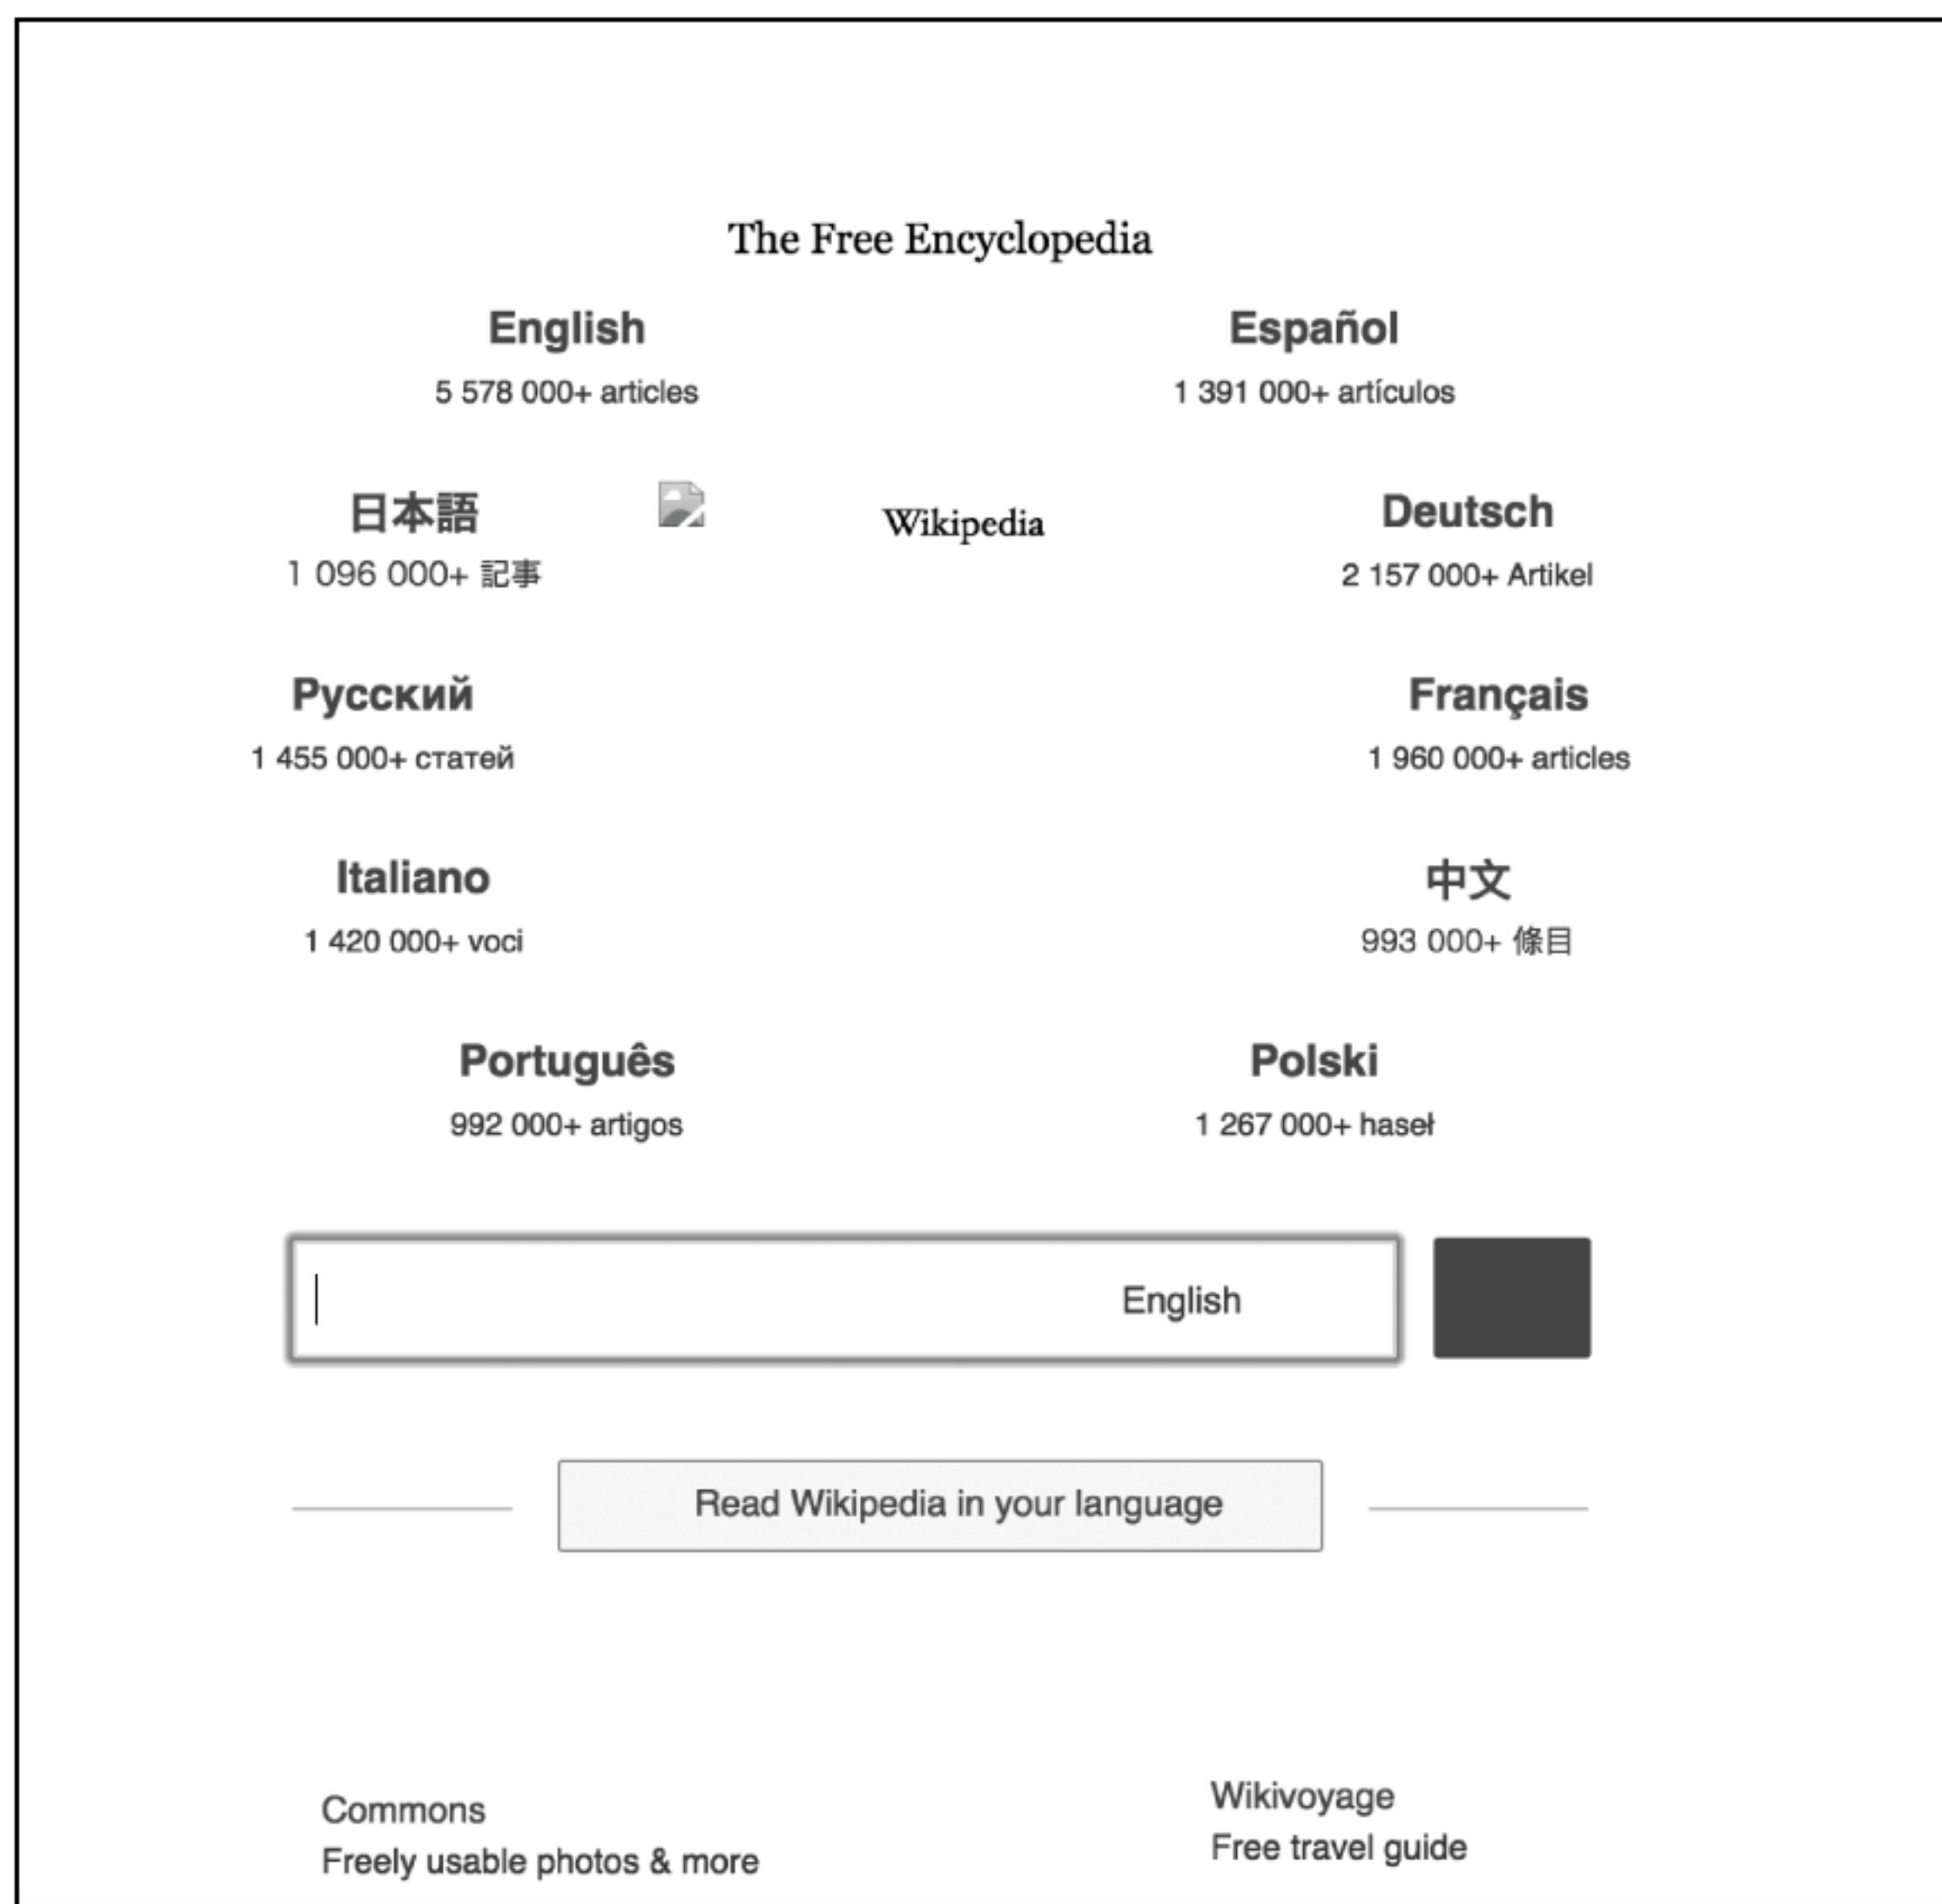 The Free Encyclopedia
English
5 578 000+ articles
Español
1 391 000+ artículos
日本語
1 096 000+ 記事
Wikipedia
Deutsch
2 157 000+ Artikel
Русский
1 455 000+ статей
Français
1 960 000+ articles
Italiano
1 420 000+ voci
中文
993 000+ 條目
Português
992 000+ artigos
Polski
1 267 000+ haseł
English
Read Wikipedia in your language
Commons
Freely usable photos & more
Wikivoyage
Free travel guide